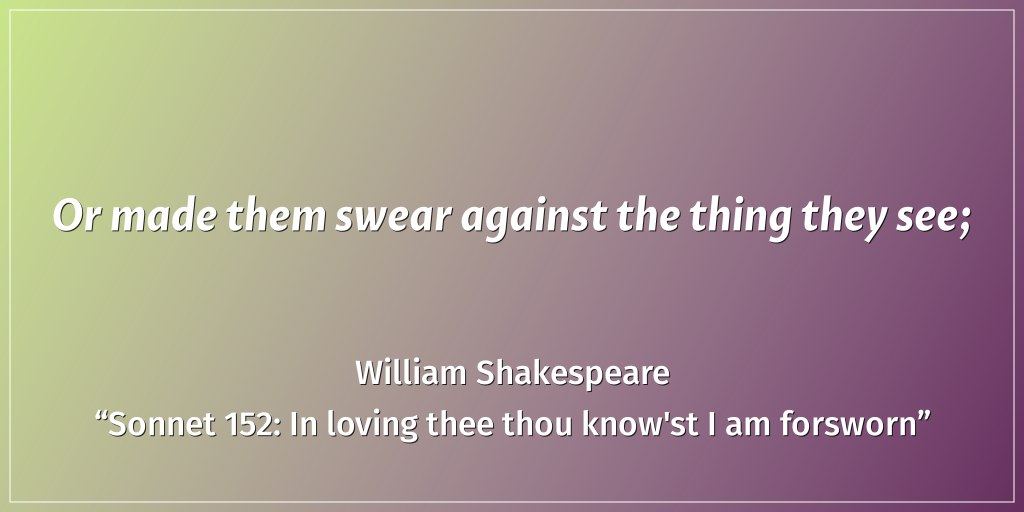 Or made them swear against the thing they see;
William Shakespeare
“Sonnet 152: In loving thee thou know'st I am forsworn”